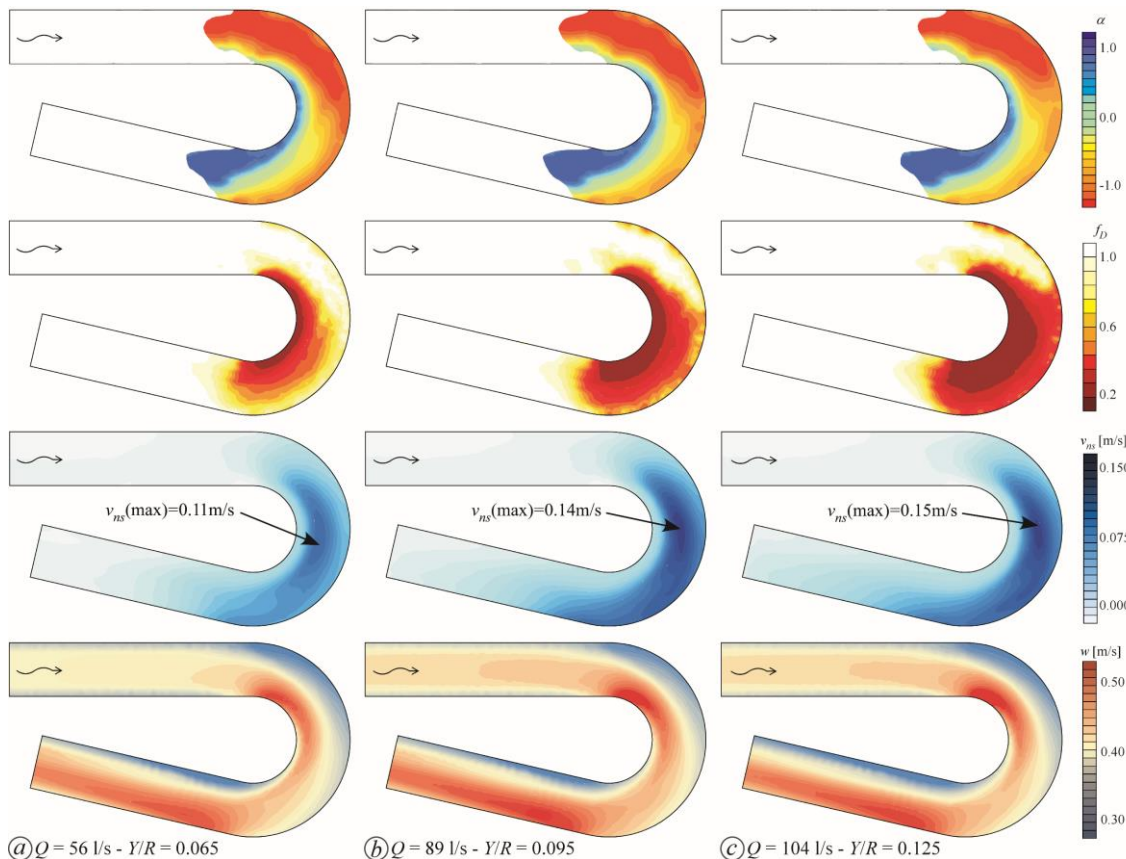 α
1.0
0.0
-1.0
f_D
1.0
0.6
0.2
v_ns [m/s]
0.150
0.075
0.000
v_ns(max)=0.11m/s
v_ns(max)=0.14m/s
v_ns(max)=0.15m/s
w [m/s]
0.50
0.40
0.30
a Q = 56 l/s - Y/R = 0.065
b Q = 89 l/s - Y/R = 0.095
c Q = 104 l/s - Y/R = 0.125